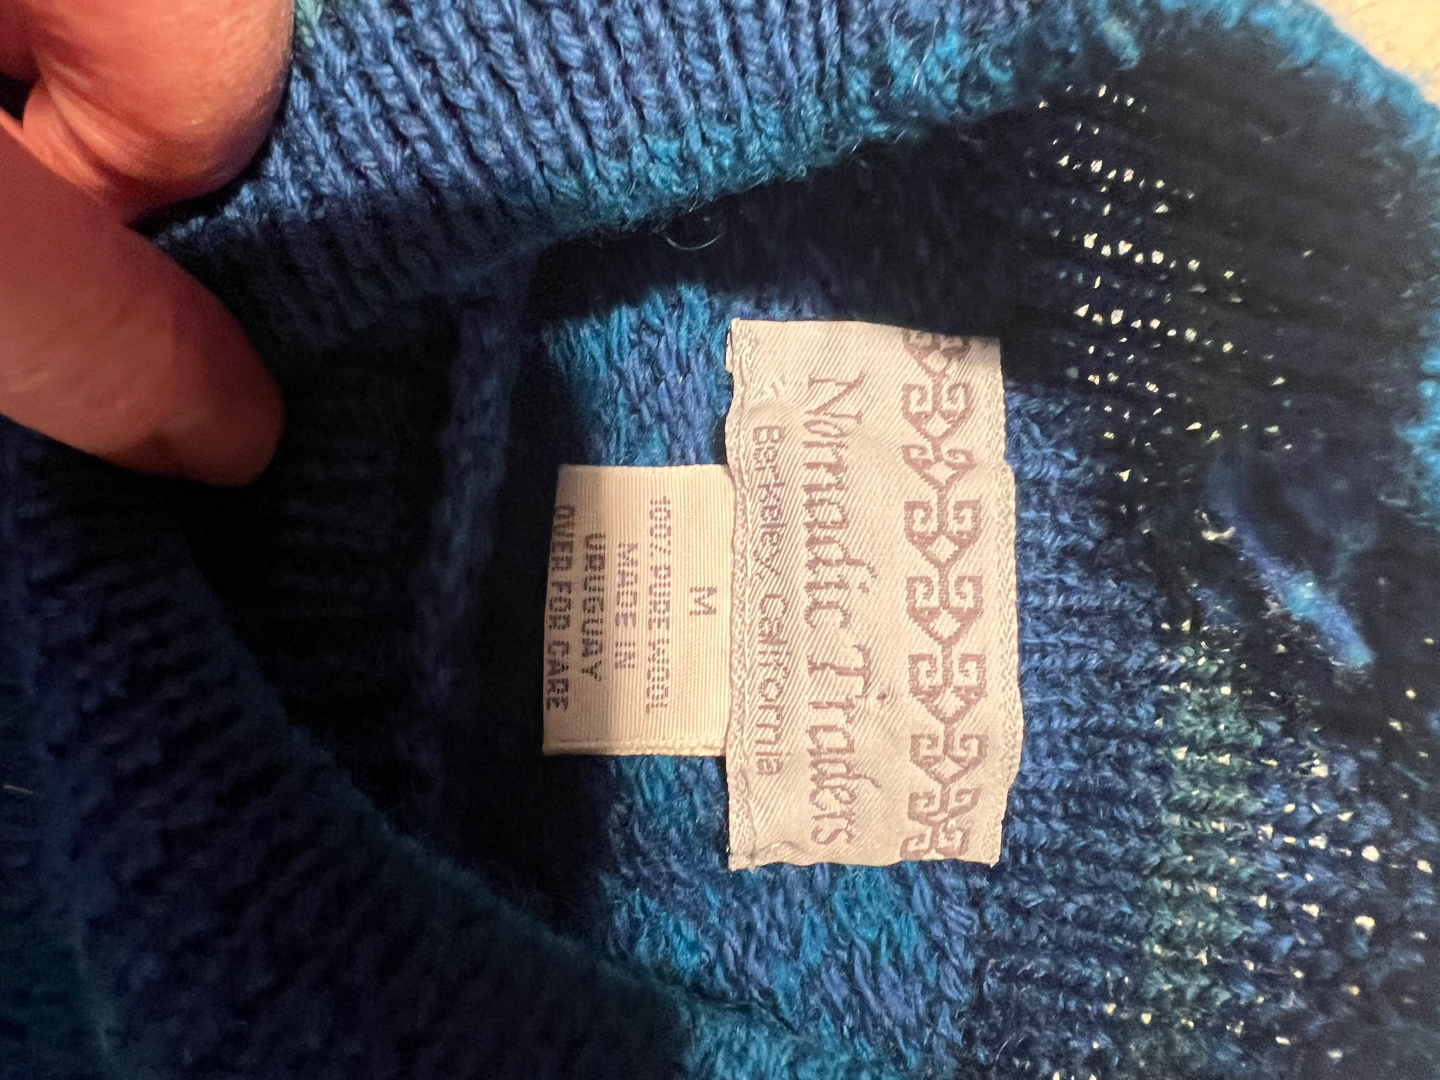 Nomadic Traders
Berkeley, California
M
100% PURE WOOL
MADE IN
URUGUAY
OVER FOR CARE